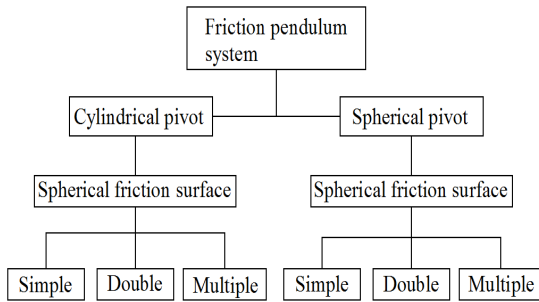 Friction pendulum
system
Cylindrical pivot
Spherical pivot
Spherical friction surface
Spherical friction surface
Simple
Double
Multiple
Simple
Double
Multiple